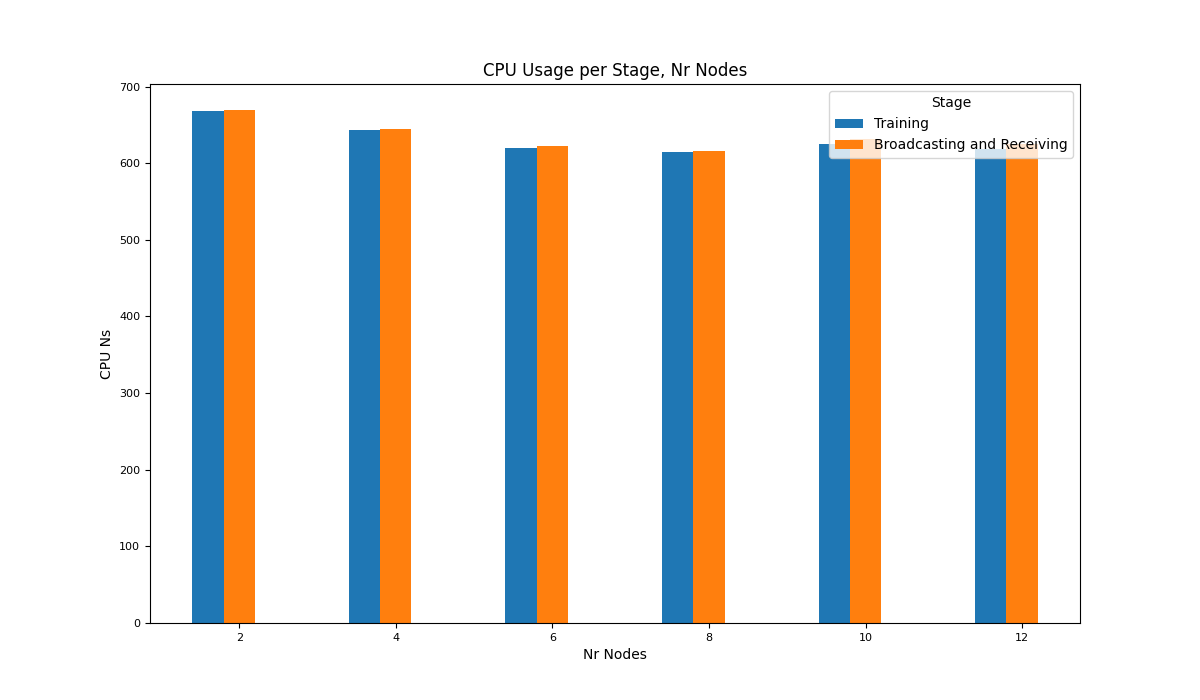 CPU Usage per Stage, Nr Nodes
700
600
500
400
300
200
100
0
CPU Ns
Stage
Training
Broadcasting and Receiving
2 4 6 8 10 12
Nr Nodes